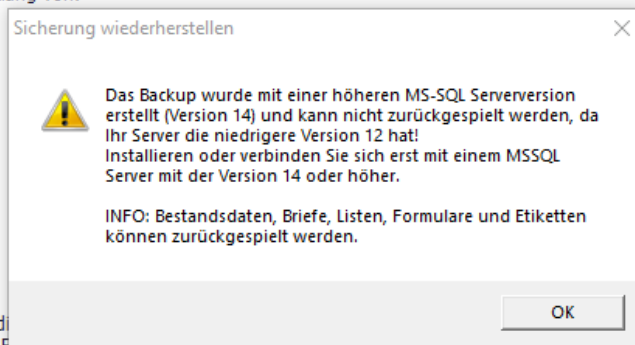 Sicherung wiederherstellen
Das Backup wurde mit einer höheren MS-SQL Serverversion
erstellt (Version 14) und kann nicht zurückgespielt werden, da
Ihr Server die niedrigere Version 12 hat!
Installieren oder verbinden Sie sich erst mit einem MSSQL
Server mit der Version 14 oder höher.
INFO: Bestandsdaten, Briefe, Listen, Formulare und Etiketten
können zurückgespielt werden.
OK